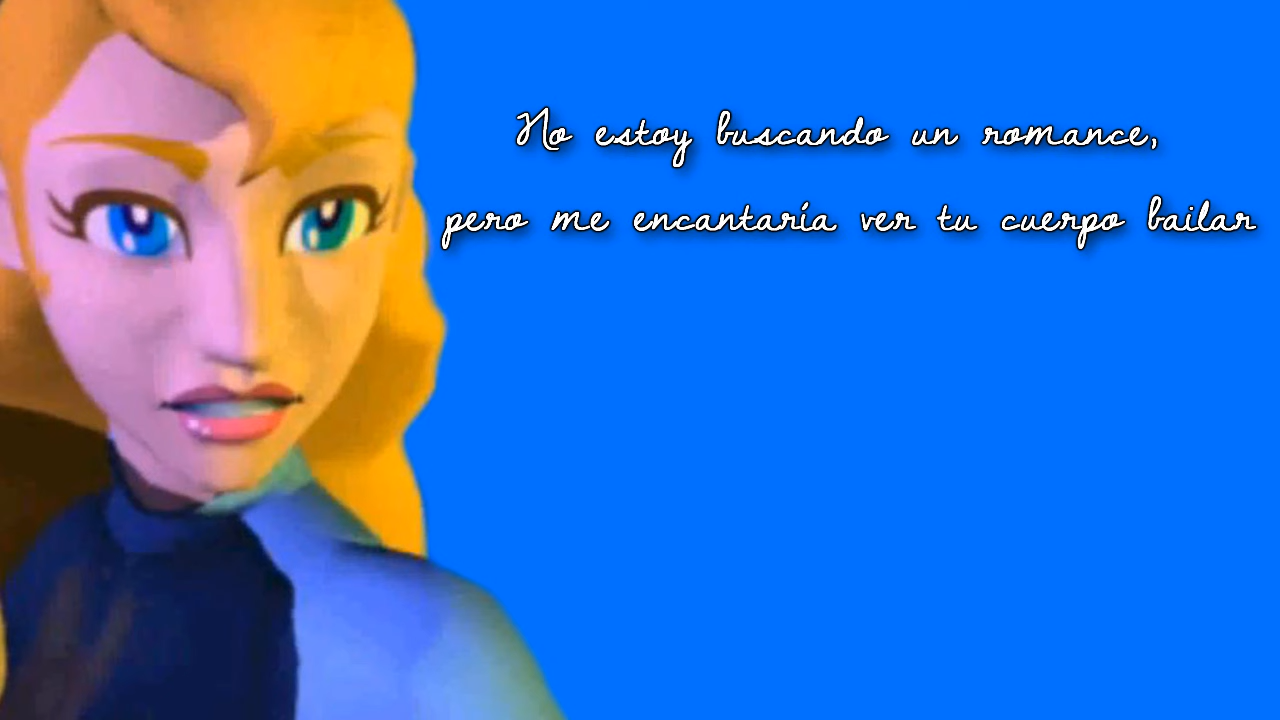 No estoy buscando un romance,
pero me encantaría ver tu cuerpo bailar